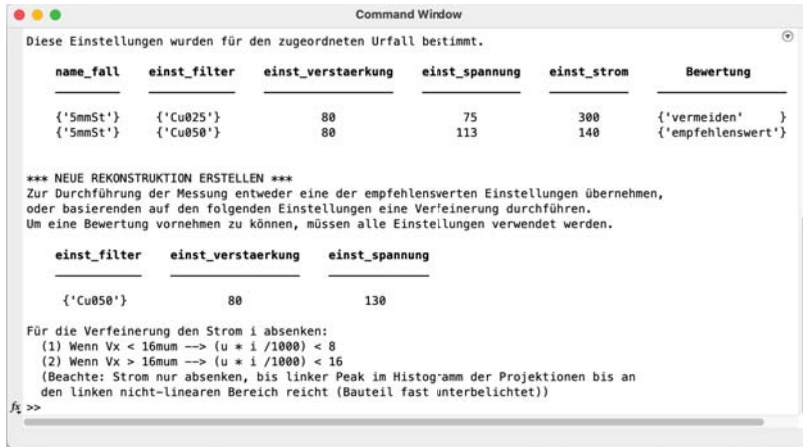 Command Window
Diese Einstellungen wurden für den zugeordneten Urfall bestimmt.
name_fall einst_filter einst_verstaerkung einst_spannung einst_strom Bewertung
{'5mmSt'} {'Cu025'} 80 75 300 {'vermeiden' }
{'5mmSt'} {'Cu050'} 80 113 140 {'empfehlenswert'}
*** NEUE REKONSTRUKTION ERSTELLEN ***
Zur Durchführung der Messung entweder eine der empfehlenswerten Einstellungen übernehmen,
oder basierenden auf den folgenden Einstellungen eine Verfeinerung durchführen.
Um eine Bewertung vornehmen zu können, müssen alle Einstellungen verwendet werden.
einst_filter einst_verstaerkung einst_spannung
{'Cu050'} 80 130
Für die Verfeinerung den Strom i absenken:
(1) Wenn Vx < 16mum --> (u * i /1000) < 8
(2) Wenn Vx > 16mum --> (u * i /1000) < 16
(Beachte: Strom nur absenken, bis linker Peak im Histogramm der Projektionen bis an
den linken nicht-linearen Bereich reicht (Bauteil fast unterbelichtet))
fx >>